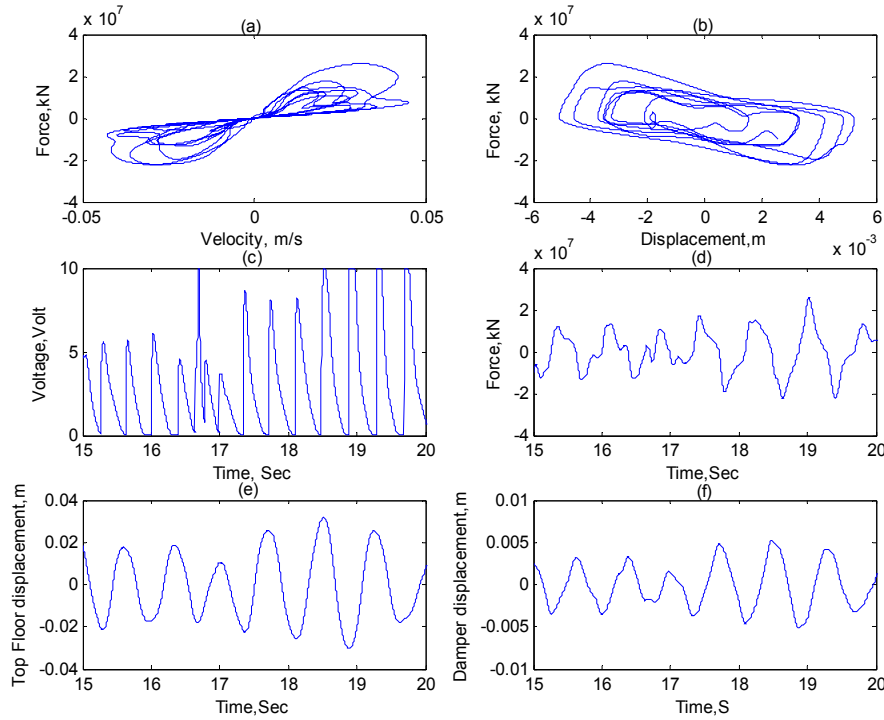 (a)
x 10^7
Force,kN
4
2
0
-2
-4
-0.05
0
0.05
Velocity, m/s
(b)
x 10^7
Force, kN
4
2
0
-2
-4
-6
-4
-2
0
2
4
6
Displacement,m
x 10^-3
(c)
Voltage,Volt
10
5
0
15
16
17
18
19
20
Time, Sec
(d)
x 10^7
Force,kN
4
2
0
-2
-4
15
16
17
18
19
20
Time,Sec
(e)
Top Floor displacement,m
0.04
0.02
0
-0.02
-0.04
15
16
17
18
19
20
Time,Sec
(f)
Damper displacement,m
0.01
0.005
0
-0.005
-0.01
15
16
17
18
19
20
Time,S